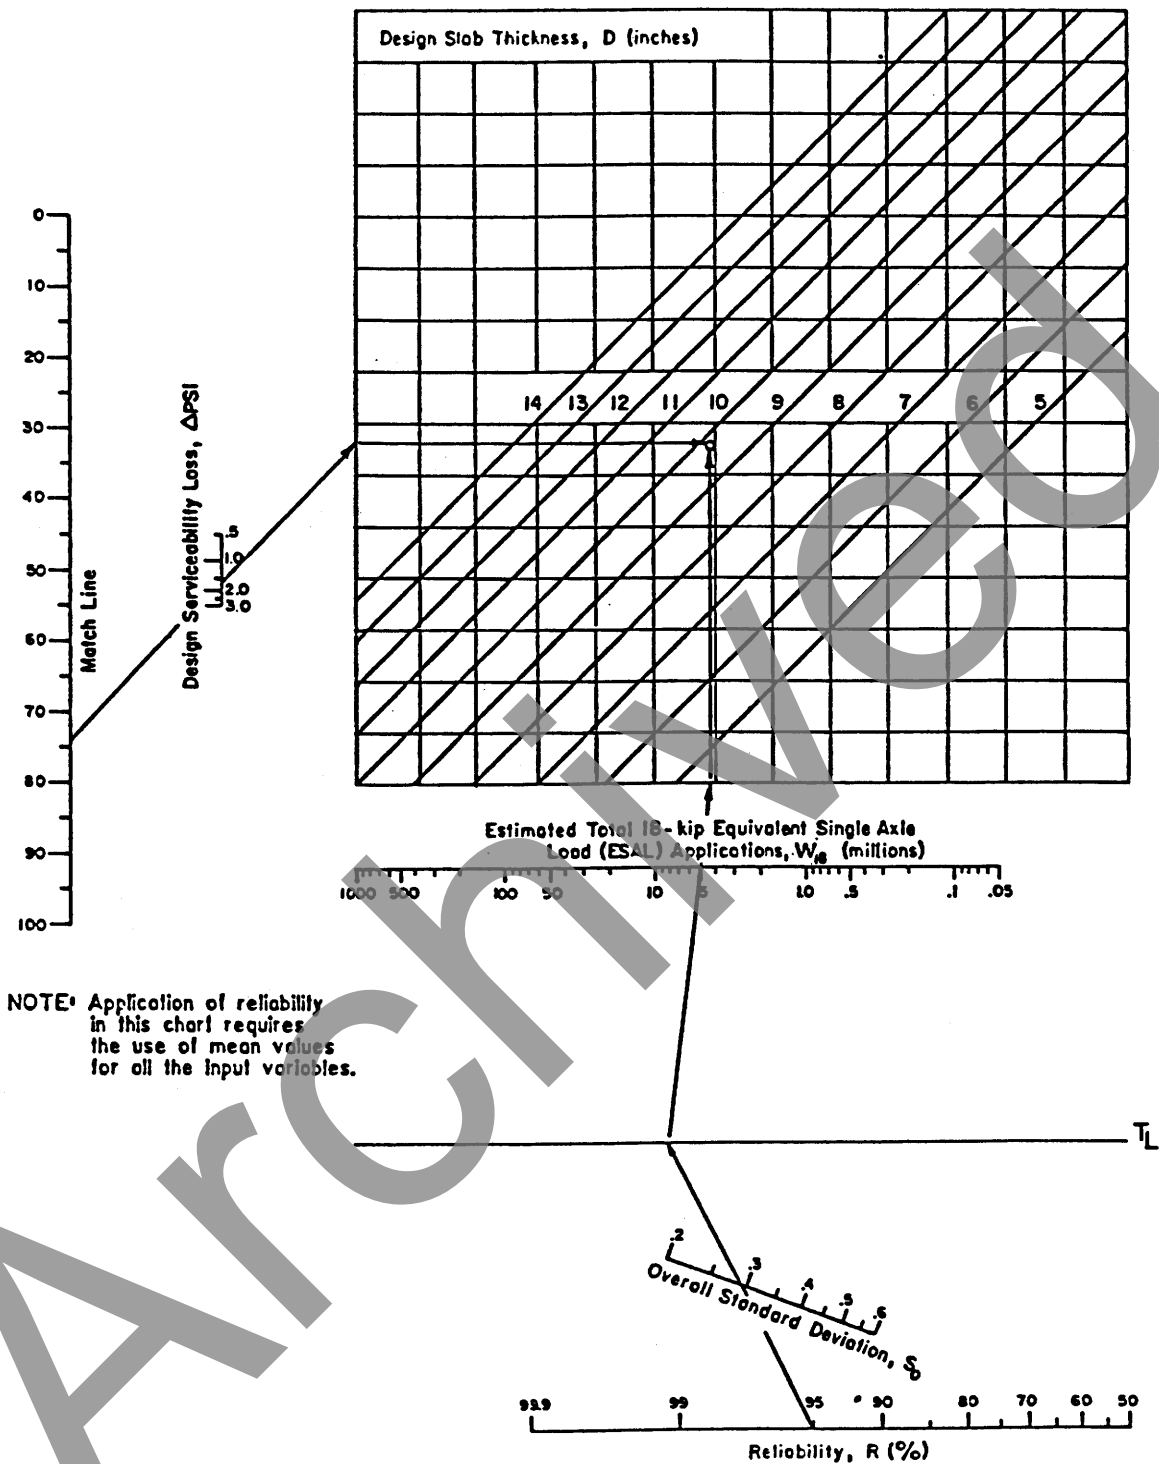 Design Slab Thickness, D (inches)
0
10
20
30
40
50
60
70
80
90
100
Match Line
Design Serviceability Loss, ΔPSI
.5
1.0
2.0
3.0
14 13 12 11 10 9 8 7 6 5
Estimated Total 18-kip Equivalent Single Axle
Load (ESAL) Applications, W18 (millions)
1000 500 100 50 10 5 1.0 .5 .1 .05
NOTE: Application of reliability
in this chart requires
the use of mean values
for all the input variables.
TL
.2 .3 .4 .5 .6
Overall Standard Deviation, So
99.9 99 95 90 80 70 60 50
Reliability, R (%)
Archived